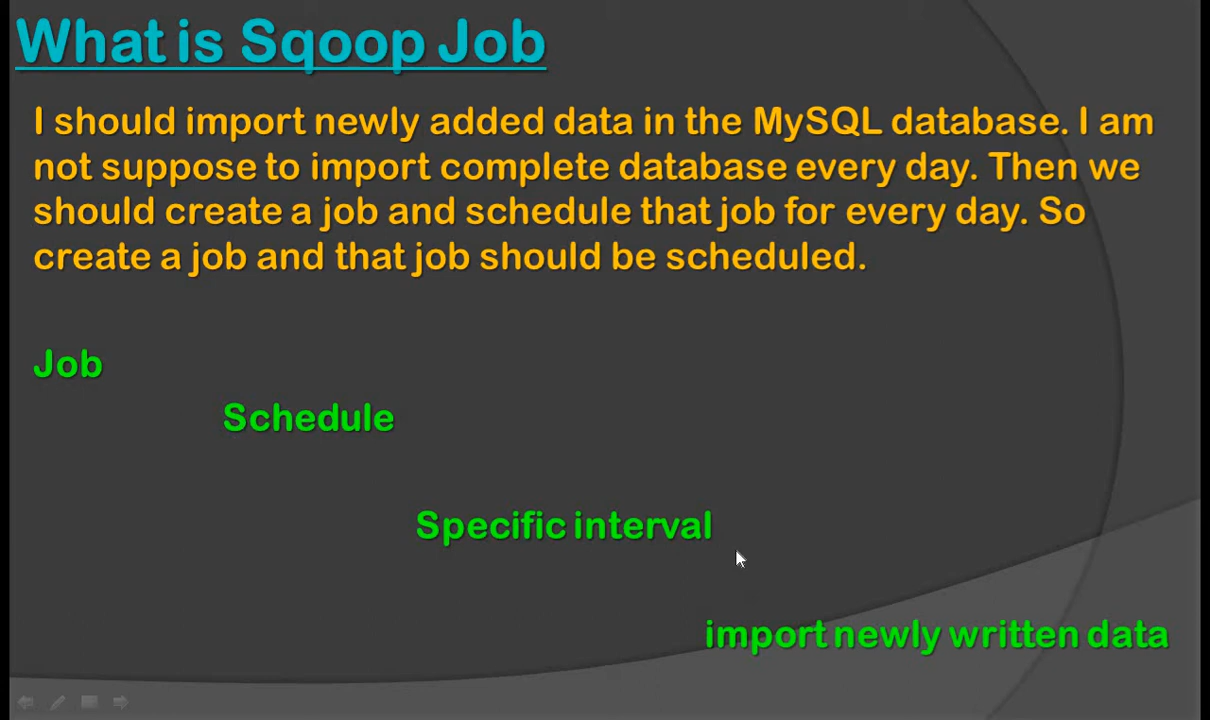 What is Sqoop Job
I should import newly added data in the MySQL database. I am
not suppose to import complete database every day. Then we
should create a job and schedule that job for every day. So
create a job and that job should be scheduled.
Job
Schedule
Specific interval
import newly written data